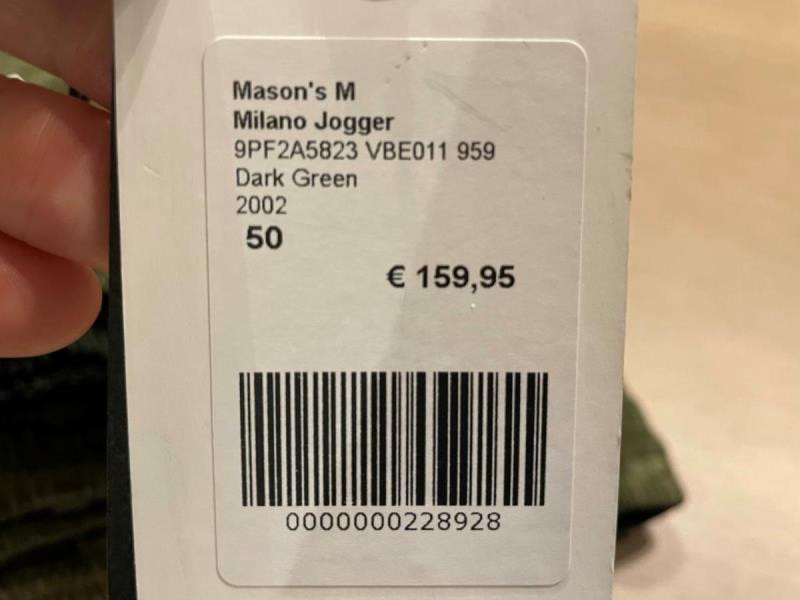 Mason's M
Milano Jogger
9PF2A5823 VBE011 959
Dark Green
2002
50
€ 159,95
0000000228928